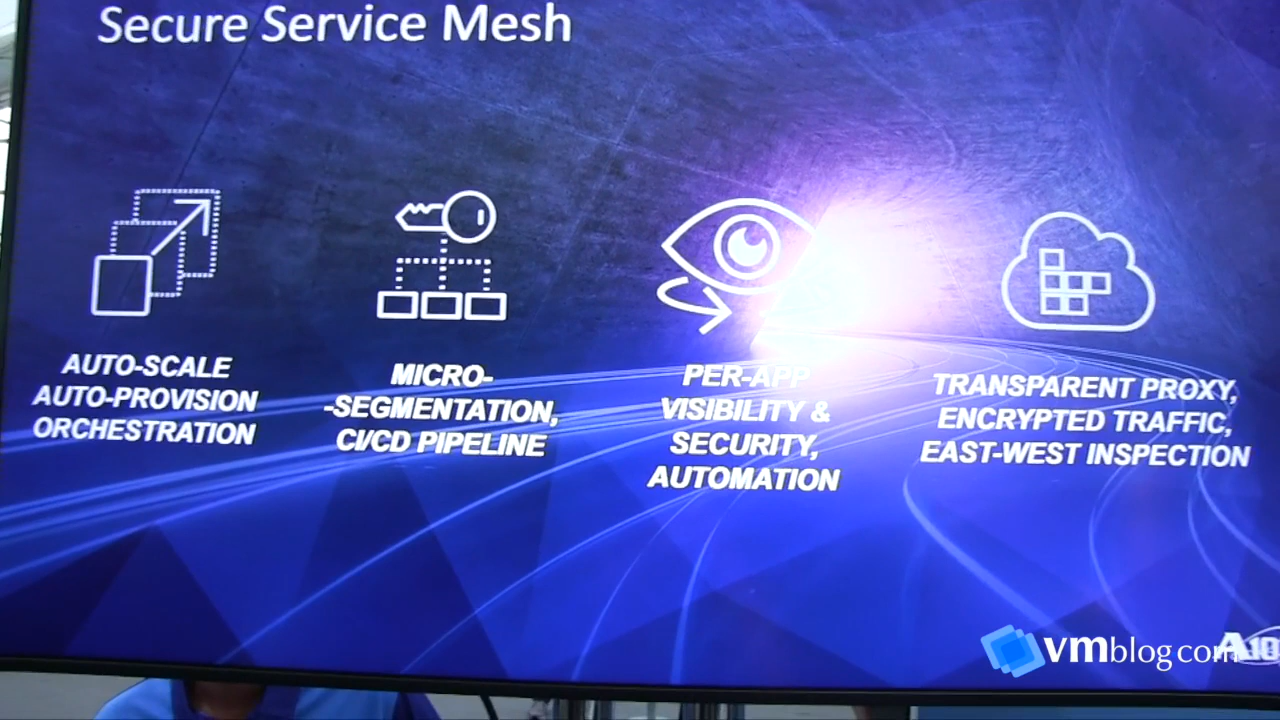 Secure Service Mesh
AUTO-SCALE
AUTO-PROVISION
ORCHESTRATION
MICRO-
-SEGMENTATION,
CI/CD PIPELINE
PER-APP
VISIBILITY &
SECURITY,
AUTOMATION
TRANSPARENT PROXY,
ENCRYPTED TRAFFIC,
EAST-WEST INSPECTION
vmblog.com
A10